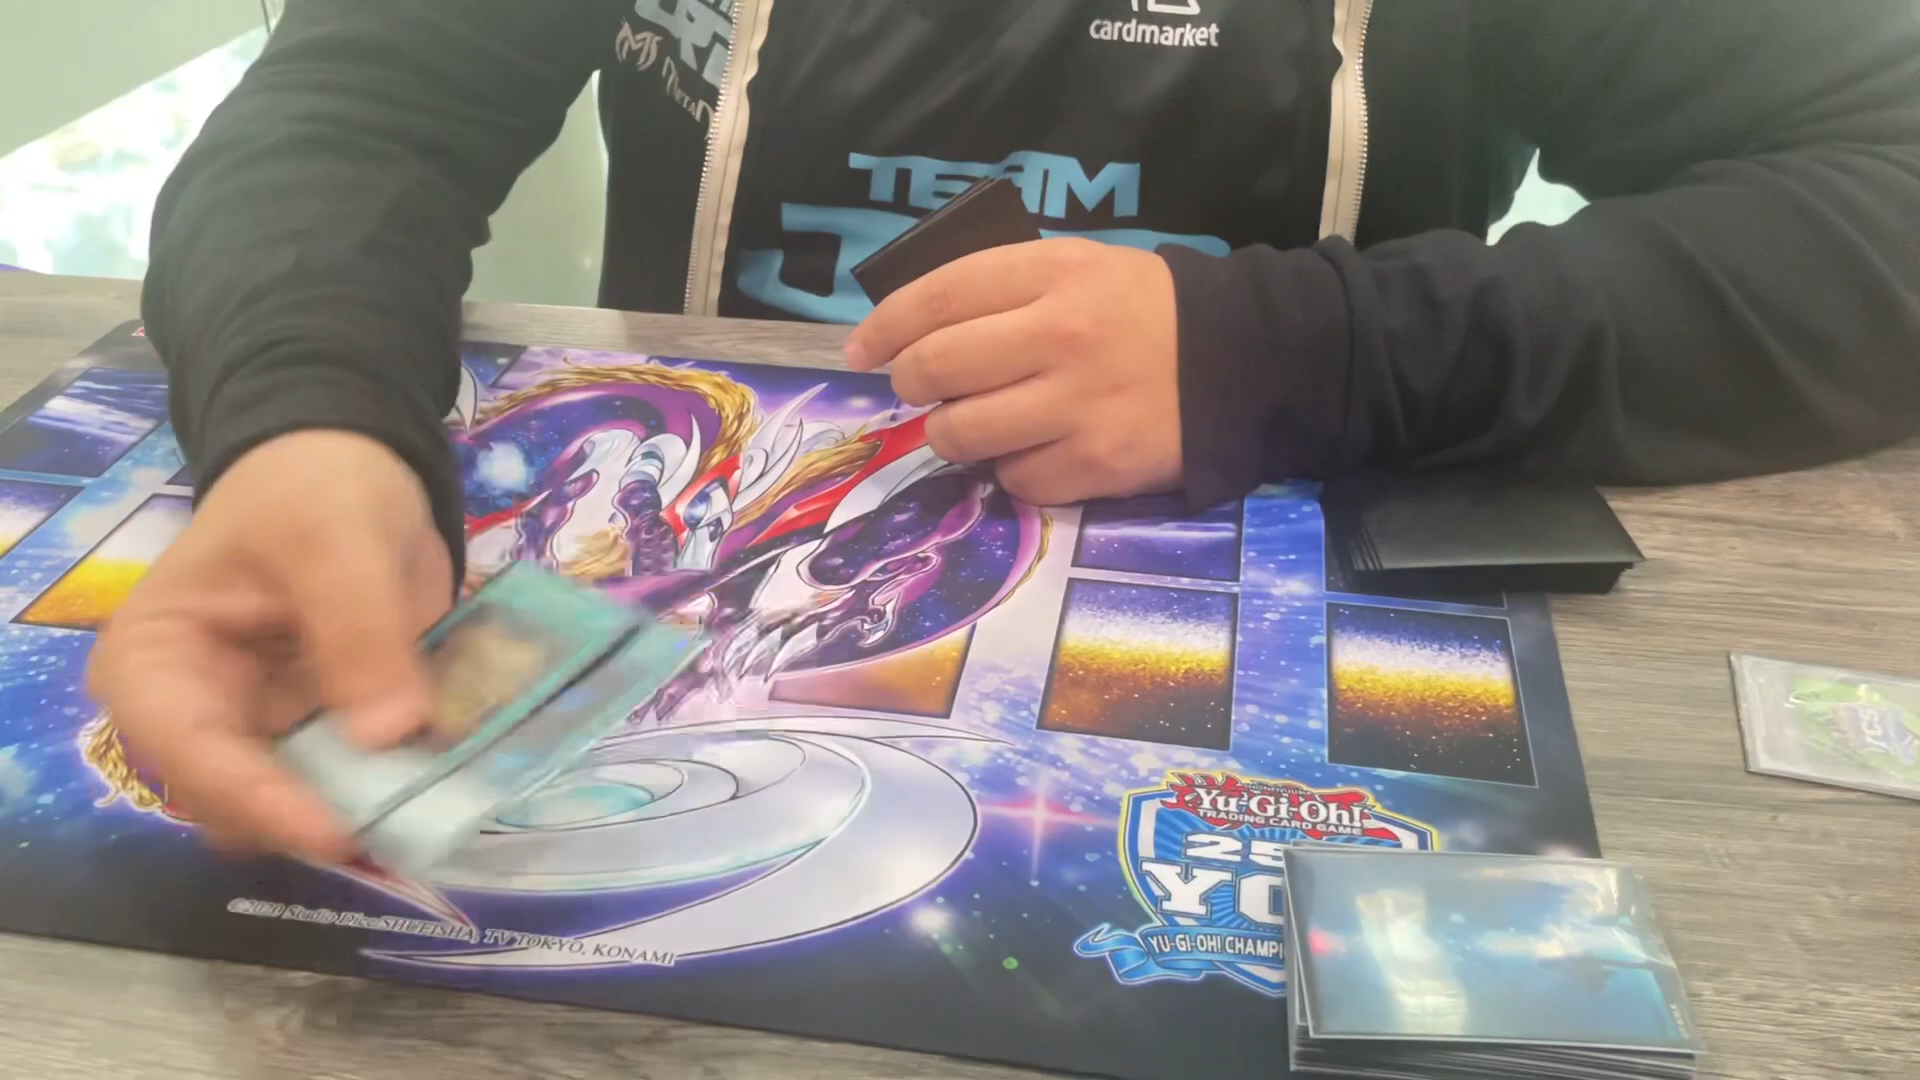 cardmarket
TEAM
Yu-Gi-Oh!
TRADING CARD GAME
25
YC
YU-GI-OH! CHAMPI
©2020 Studio Dice/SHUEISHA, TV TOKYO, KONAMI